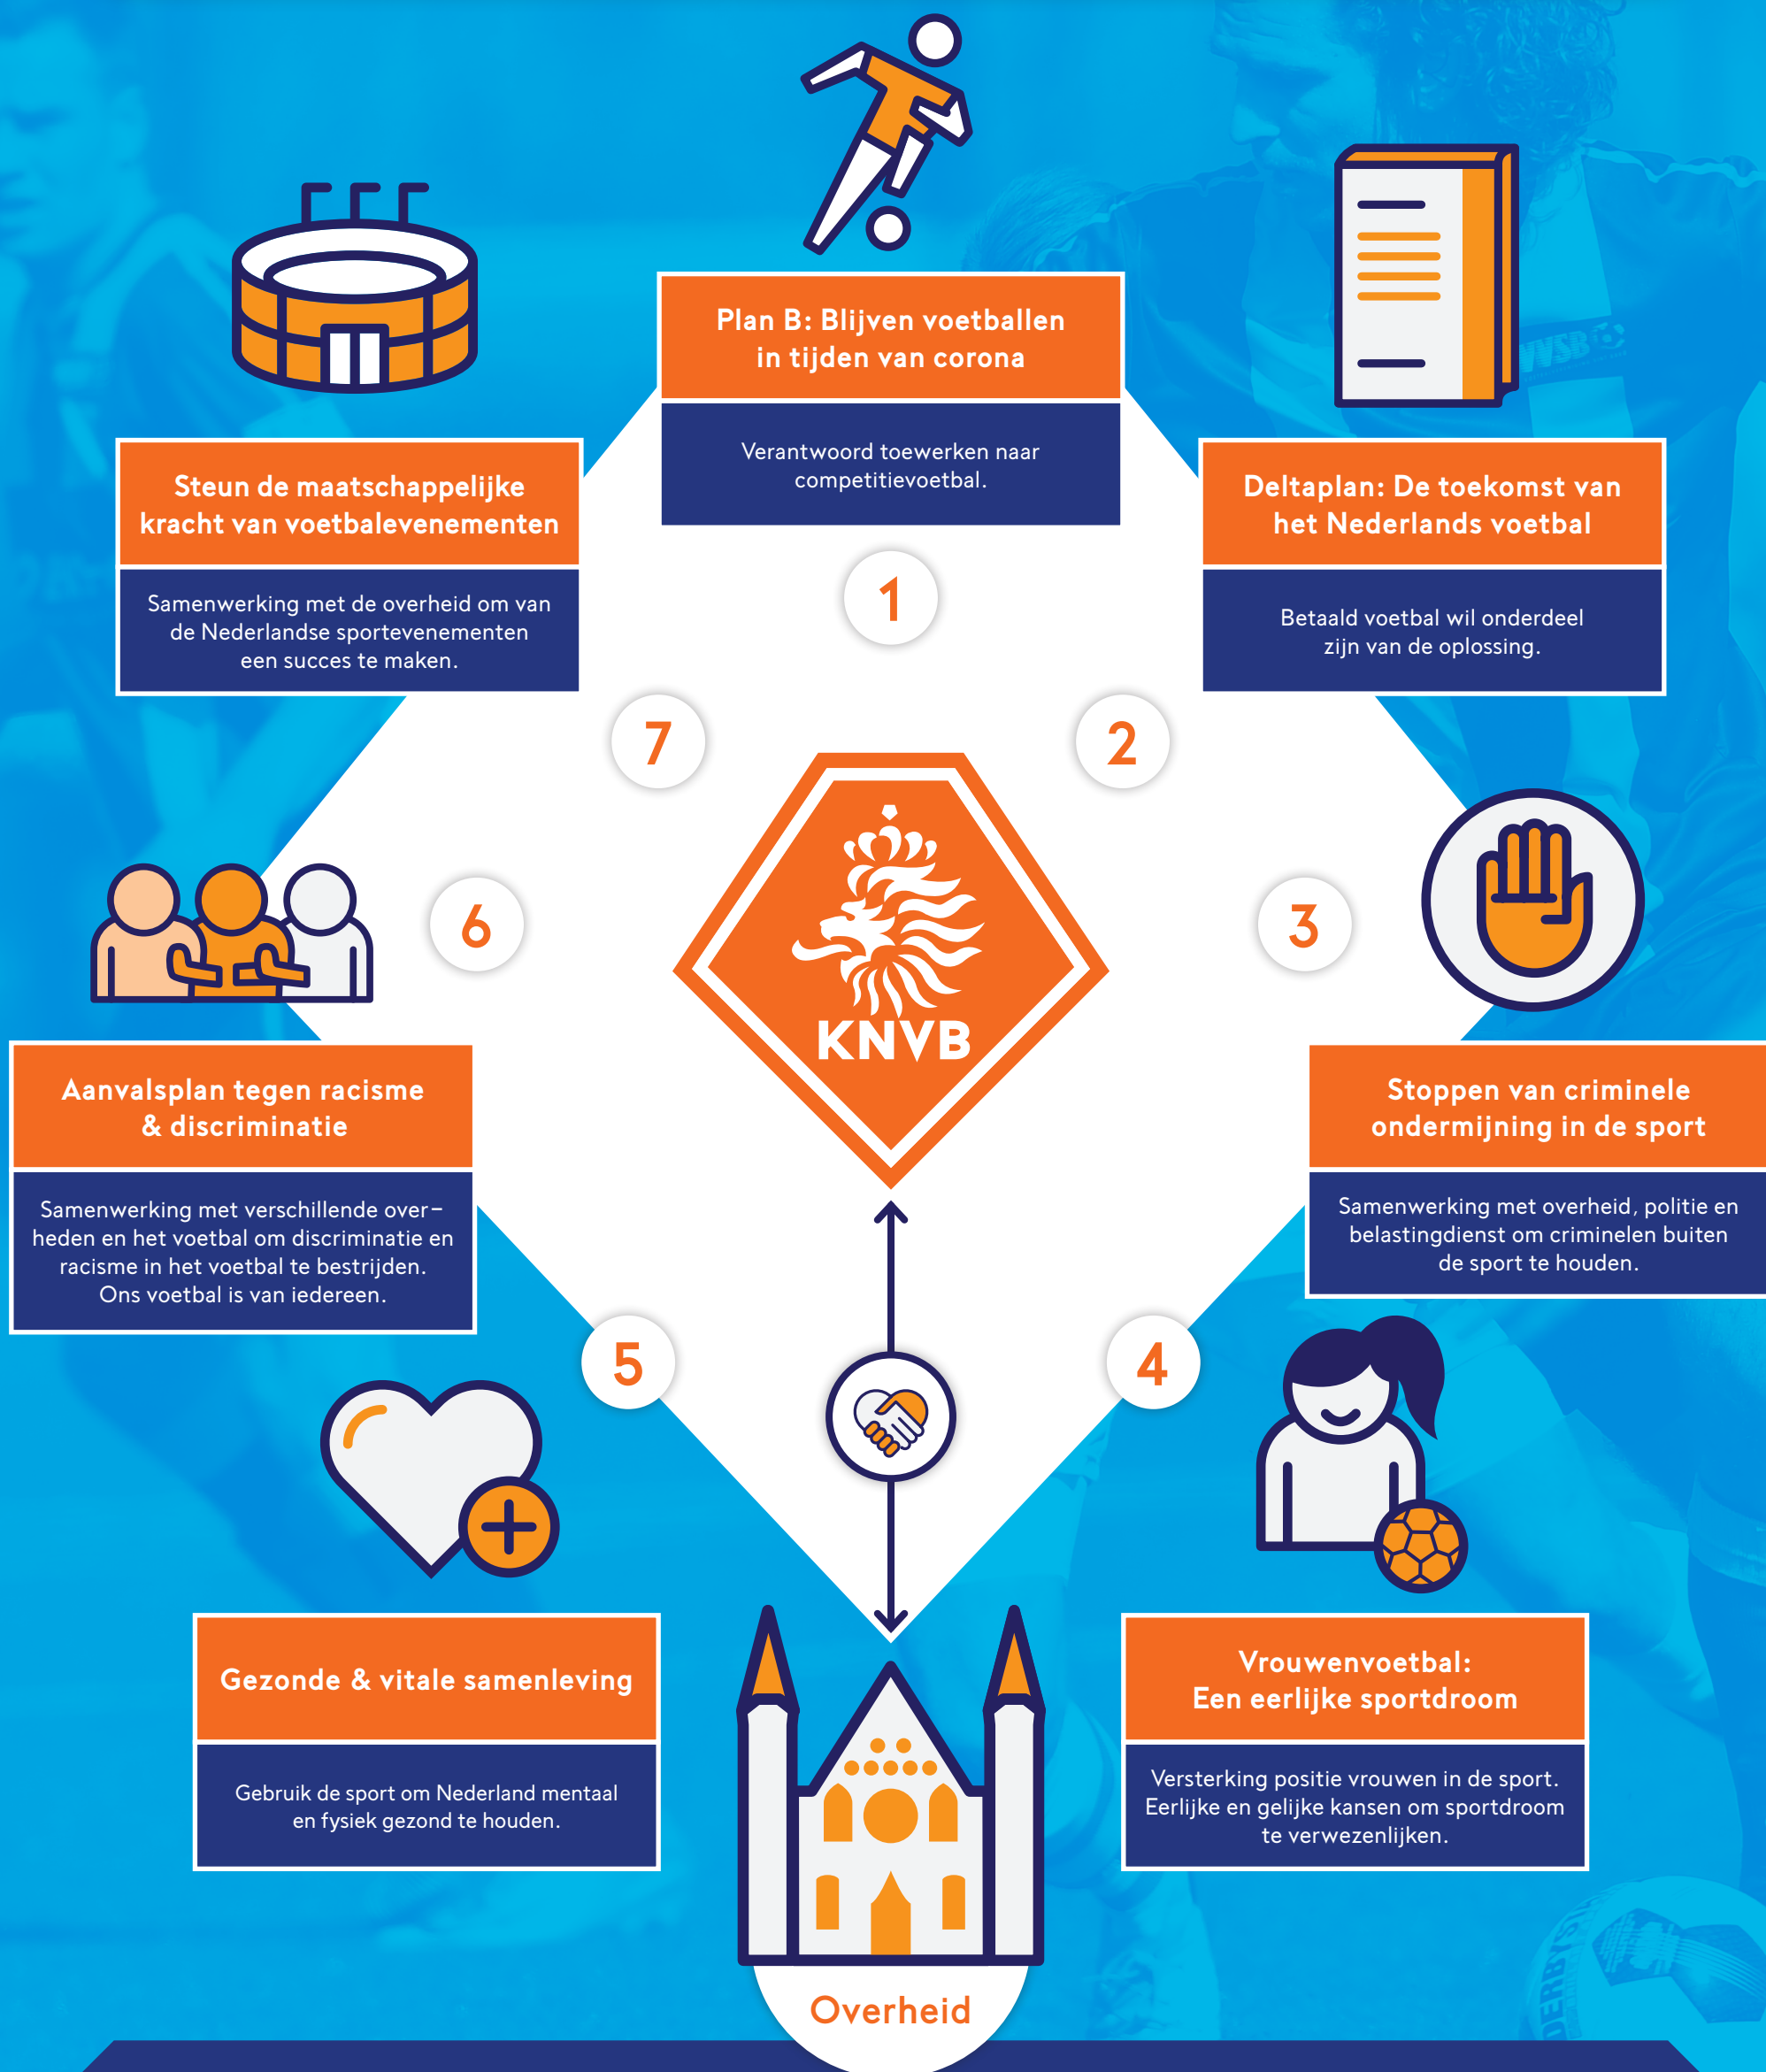 Plan B: Blijven voetballen
in tijden van corona
Verantwoord toewerken naar
competitievoetbal.
1
Deltaplan: De toekomst van
het Nederlands voetbal
Betaald voetbal wil onderdeel
zijn van de oplossing.
2
Stoppen van criminele
ondermijning in de sport
Samenwerking met overheid, politie en
belastingdienst om criminelen buiten
de sport te houden.
3
Vrouwenvoetbal:
Een eerlijke sportdroom
Versterking positie vrouwen in de sport.
Eerlijke en gelijke kansen om sportdroom
te verwezenlijken.
4
Gezonde & vitale samenleving
Gebruik de sport om Nederland mentaal
en fysiek gezond te houden.
5
Aanvalsplan tegen racisme
& discriminatie
Samenwerking met verschillende over-
heden en het voetbal om discriminatie en
racisme in het voetbal te bestrijden.
Ons voetbal is van iedereen.
6
Steun de maatschappelijke
kracht van voetbalevenementen
Samenwerking met de overheid om van
de Nederlandse sportevenementen
een succes te maken.
7
KNVB
Overheid
VVSB